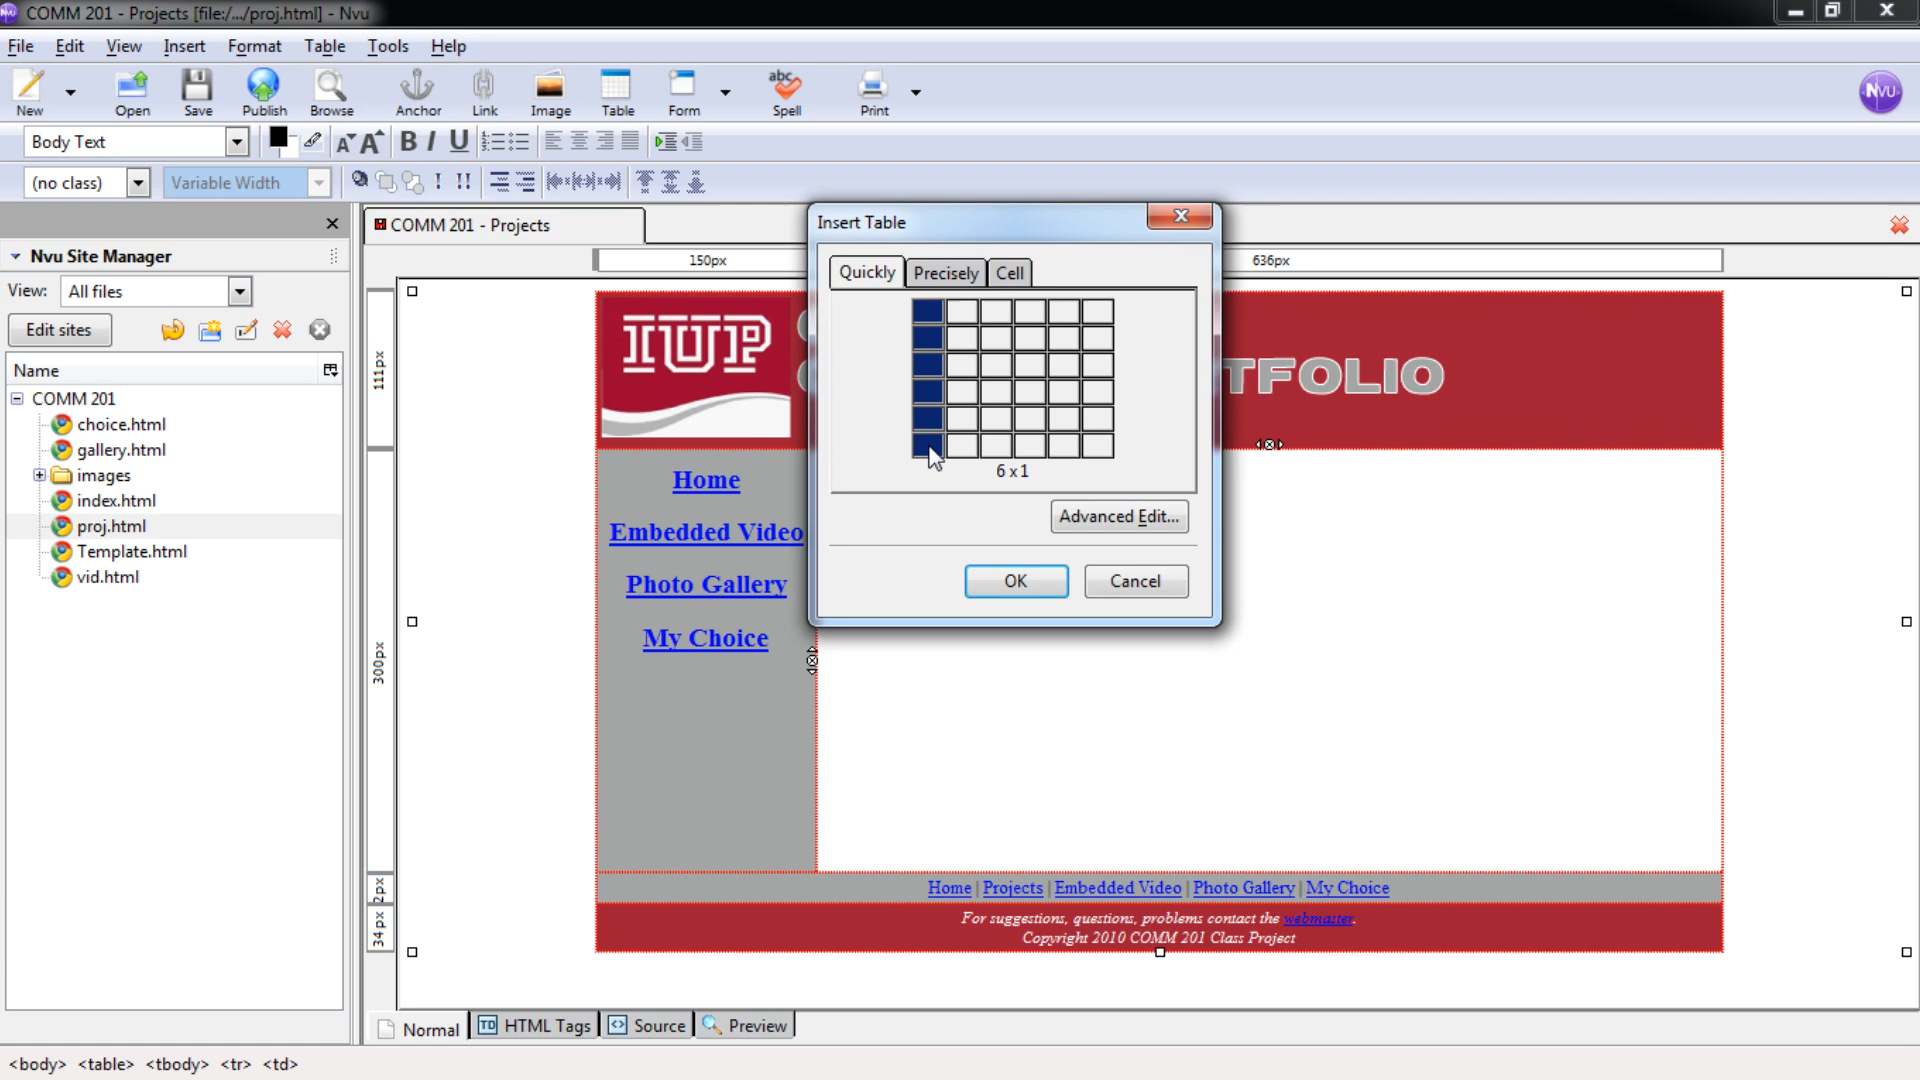 COMM 201 - Projects [file:/.../proj.html] - Nvu
File Edit View Insert Format Table Tools Help
New Open Save Publish Browse Anchor Link Image Table Form Spell Print
NVU
Body Text B I U
(no class) Variable Width ! !!
COMM 201 - Projects
Insert Table
Nvu Site Manager
150px 636px
View: All files
Quickly Precisely Cell
Edit sites
IUP
TFOLIO
Name
111px
COMM 201
choice.html
gallery.html
images
index.html
proj.html
Template.html
vid.html
6 x 1
Advanced Edit...
OK Cancel
Home
Embedded Video
Photo Gallery
My Choice
300px
2px
Home | Projects | Embedded Video | Photo Gallery | My Choice
34px
For suggestions, questions, problems contact the webmaster.
Copyright 2010 COMM 201 Class Project
Normal TD HTML Tags Source Preview
<body> <table> <tbody> <tr> <td>